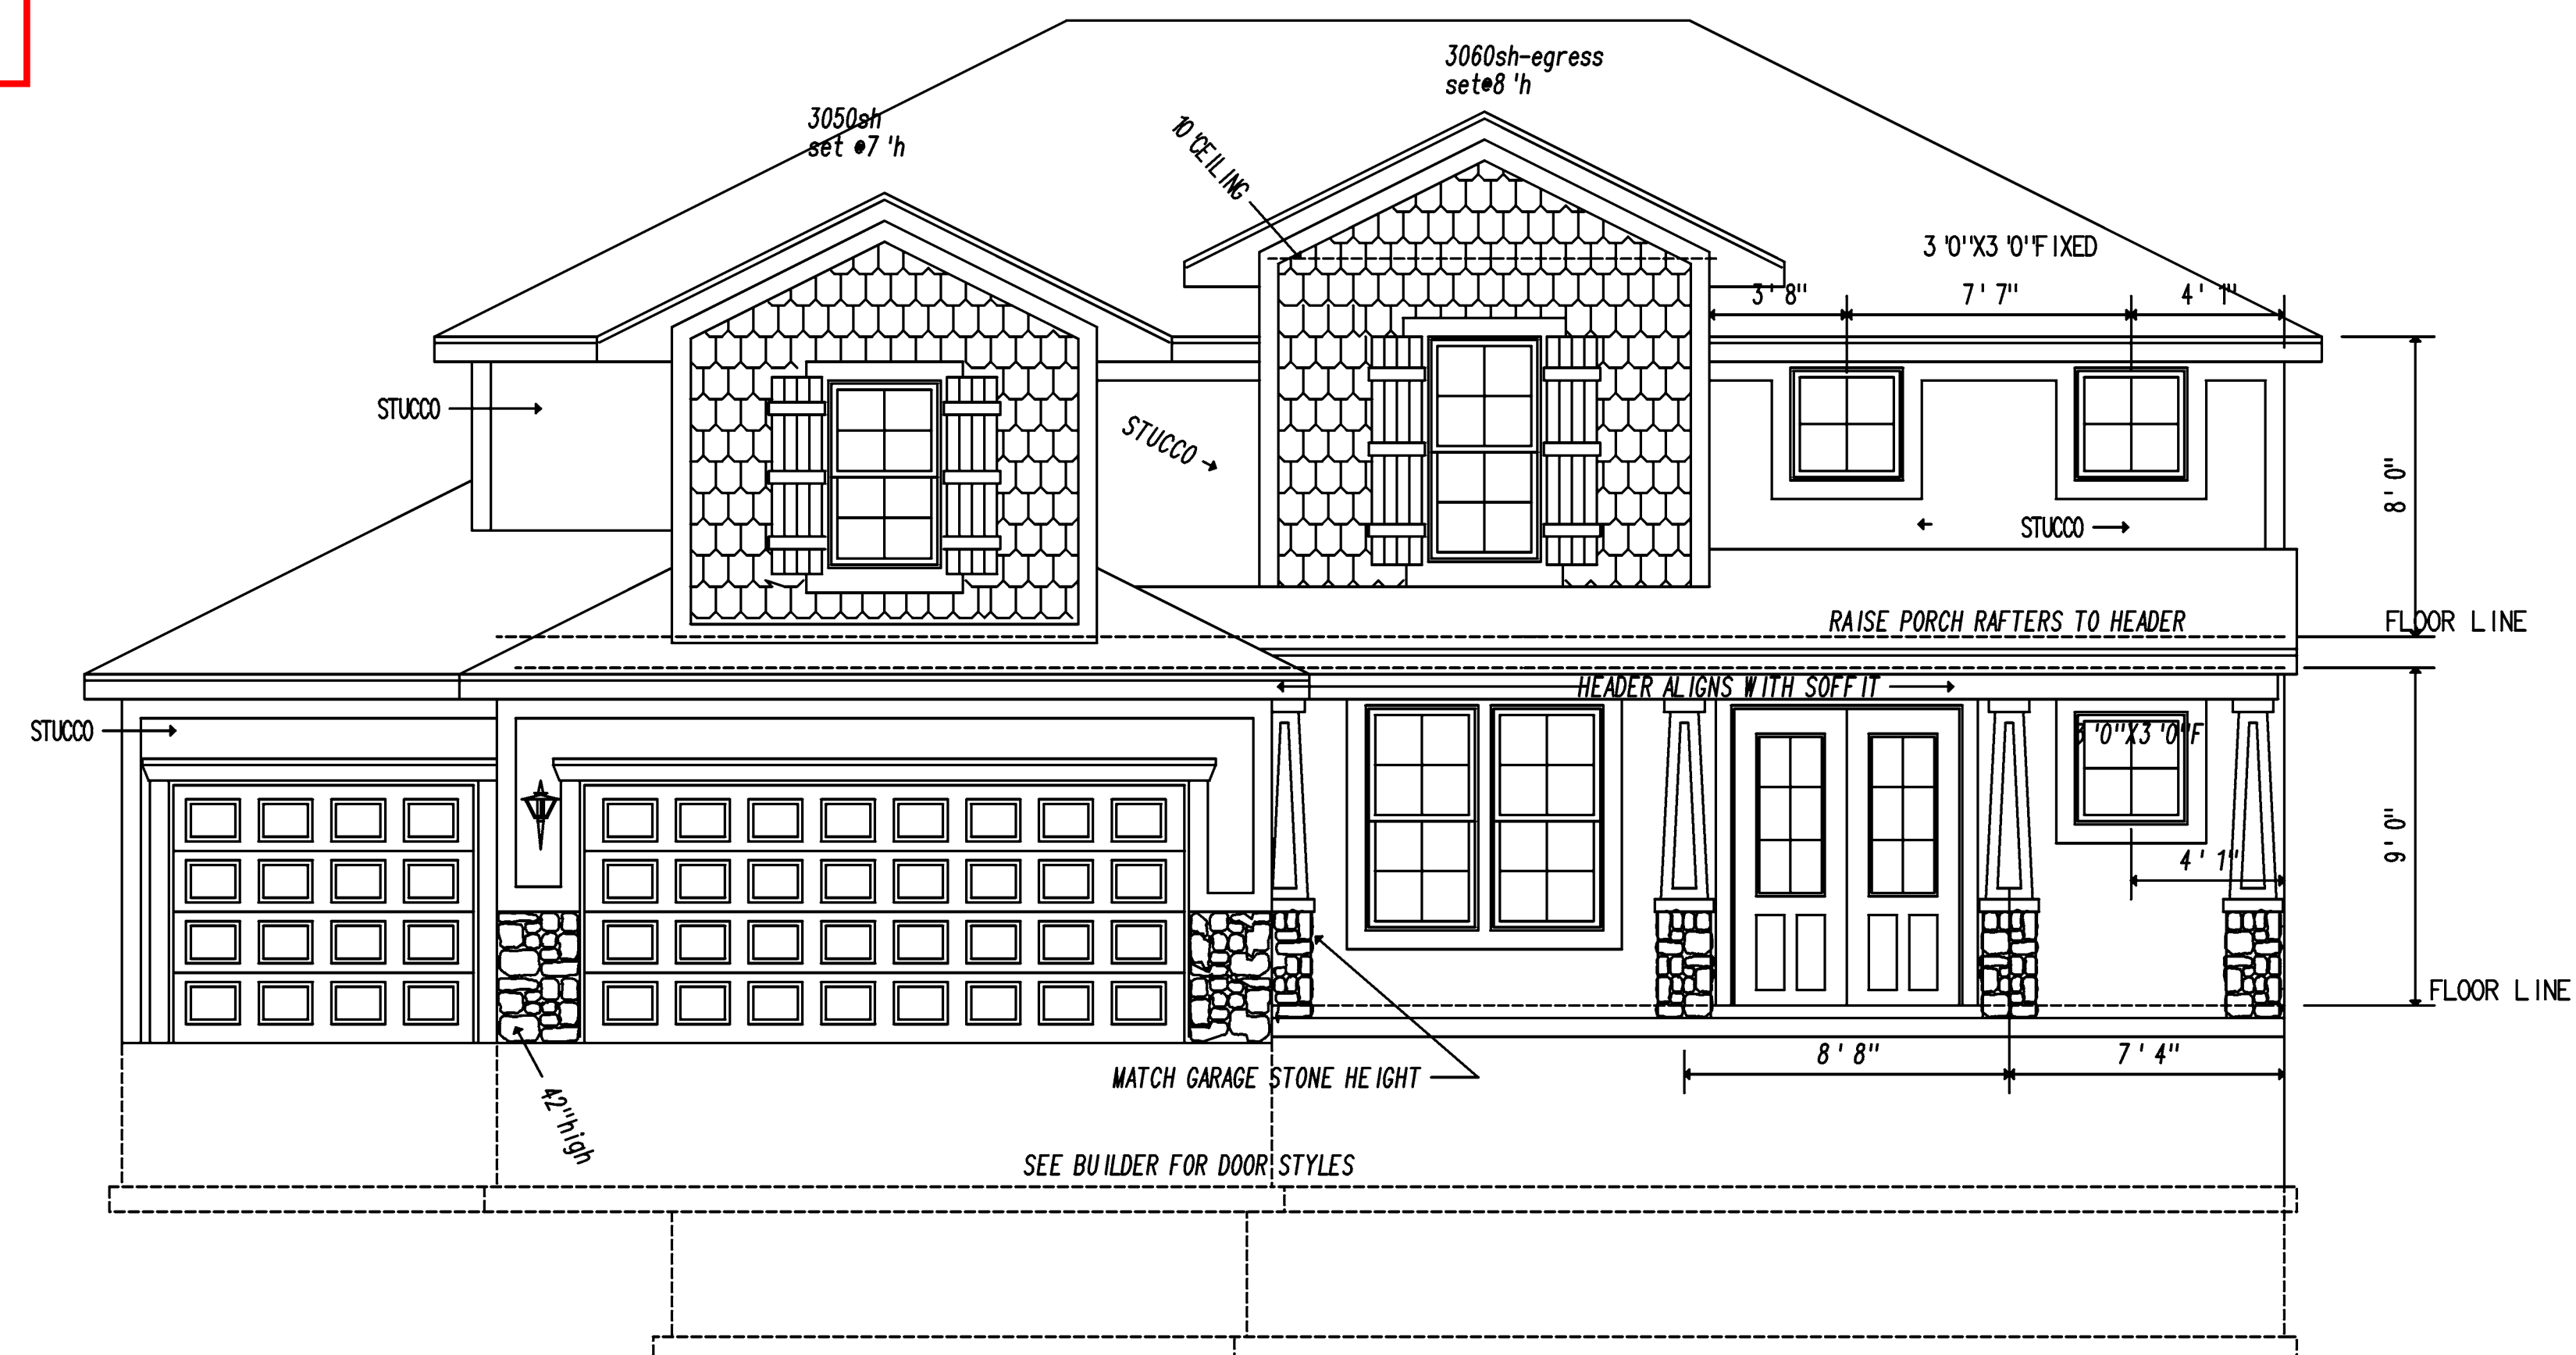 3060sh-egress
set@8 'h
3050sh
set @7 'h
10'CEILING
3 '0"X3 '0"FIXED
3' 8"
7' 7"
4' 1"
STUCCO
STUCCO
8' 0"
STUCCO
RAISE PORCH RAFTERS TO HEADER
FLOOR LINE
HEADER ALIGNS WITH SOFFIT
STUCCO
3 '0"X3 '0"F
9' 0"
4' 1"
FLOOR LINE
8' 8"
7' 4"
MATCH GARAGE STONE HEIGHT
42"high
SEE BUILDER FOR DOOR STYLES